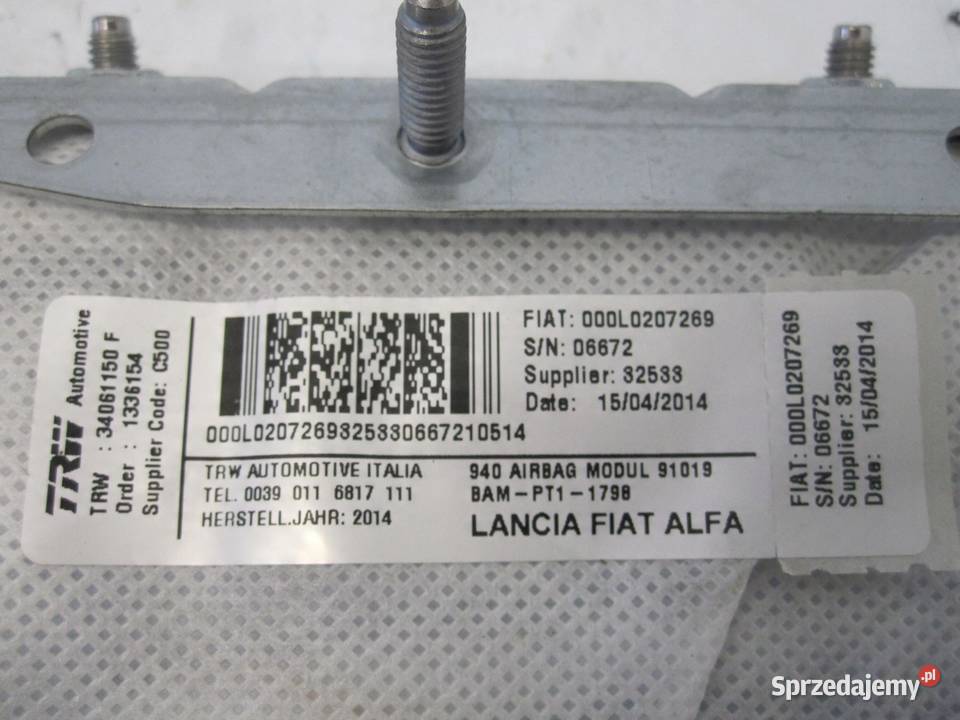 TRW Automotive
TRW : 34061150 F
Order : 1336154
Supplier Code: C500
FIAT: 000L0207269
S/N: 06672
Supplier: 32533
Date: 15/04/2014
000L0207269325330667210514
TRW AUTOMOTIVE ITALIA
TEL. 0039 011 6817 111
HERSTELL.JAHR: 2014
940 AIRBAG MODUL 91019
BAM-PT1-1798
LANCIA FIAT ALFA
FIAT: 000L0207269
S/N: 06672
Supplier: 32533
Date: 15/04/2014
Sprzedajemy.pl